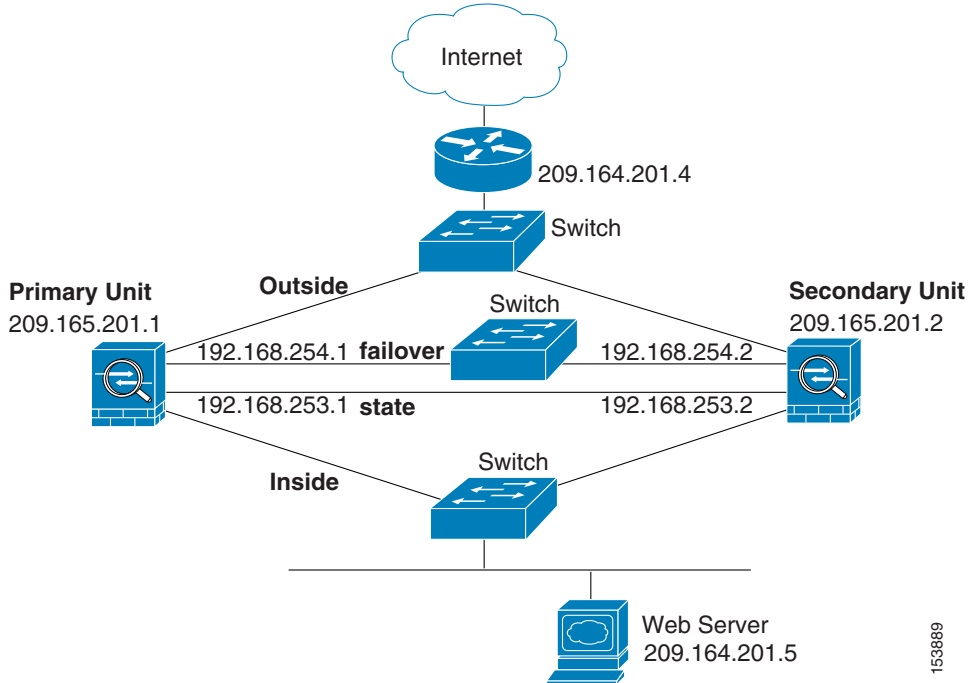 Internet
209.164.201.4
Switch
Primary Unit
209.165.201.1
Outside
Switch
Secondary Unit
209.165.201.2
192.168.254.1 failover
192.168.254.2
192.168.253.1 state
192.168.253.2
Inside
Switch
Web Server
209.164.201.5
153889